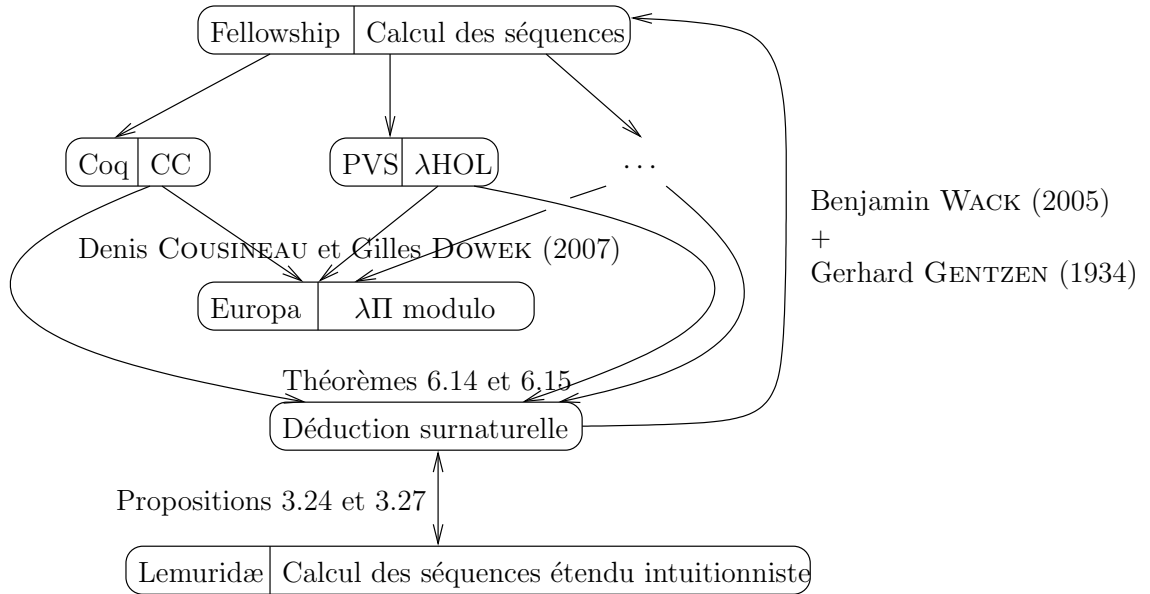 Fellowship Calcul des séquences
Coq CC
PVS λHOL
...
Benjamin WACK (2005)
+
Gerhard GENTZEN (1934)
Denis COUSINEAU et Gilles DOWEK (2007)
Europa λΠ modulo
Théorèmes 6.14 et 6.15
Déduction surnaturelle
Propositions 3.24 et 3.27
Lemuridæ Calcul des séquences étendu intuitionniste